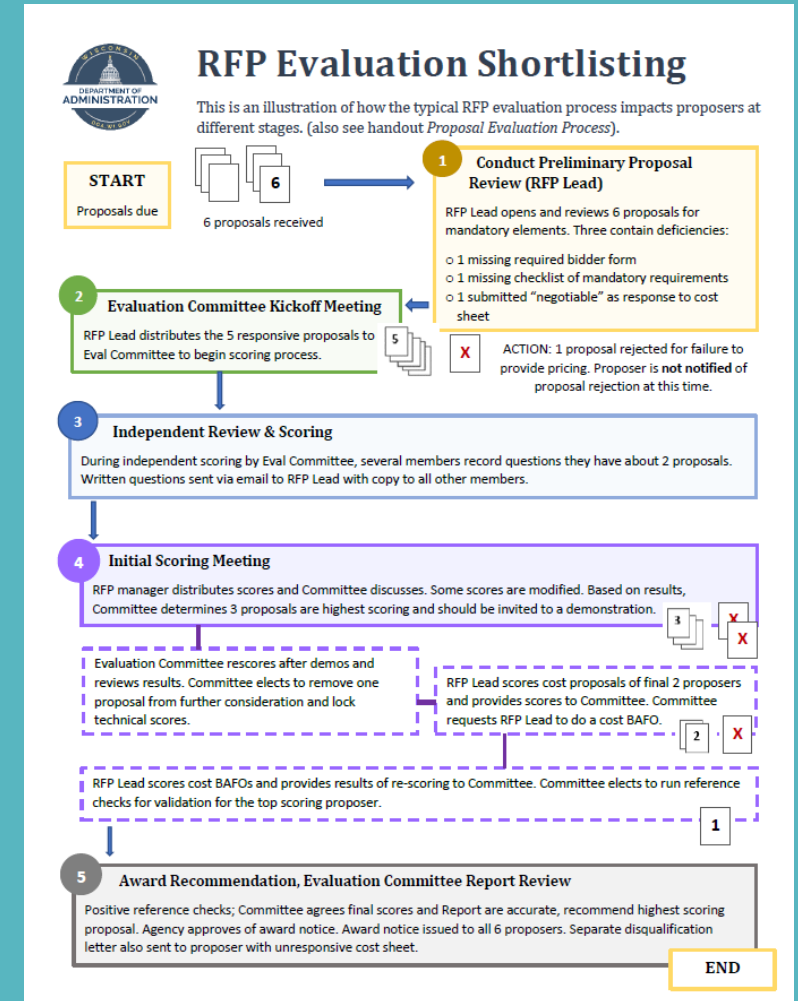 WISCONSIN
DEPARTMENT OF
ADMINISTRATION
DOA.WI.GOV
RFP Evaluation Shortlisting
This is an illustration of how the typical RFP evaluation process impacts proposers at
different stages. (also see handout Proposal Evaluation Process).
START
Proposals due
6
6 proposals received
1
Conduct Preliminary Proposal
Review (RFP Lead)
RFP Lead opens and reviews 6 proposals for
mandatory elements. Three contain deficiencies:
o 1 missing required bidder form
o 1 missing checklist of mandatory requirements
o 1 submitted “negotiable” as response to cost
sheet
2
Evaluation Committee Kickoff Meeting
RFP Lead distributes the 5 responsive proposals to
Eval Committee to begin scoring process.
5
X
ACTION: 1 proposal rejected for failure to
provide pricing. Proposer is not notified of
proposal rejection at this time.
3
Independent Review & Scoring
During independent scoring by Eval Committee, several members record questions they have about 2 proposals.
Written questions sent via email to RFP Lead with copy to all other members.
4
Initial Scoring Meeting
RFP manager distributes scores and Committee discusses. Some scores are modified. Based on results,
Committee determines 3 proposals are highest scoring and should be invited to a demonstration.
3
X
X
Evaluation Committee rescores after demos and
reviews results. Committee elects to remove one
proposal from further consideration and lock
technical scores.
RFP Lead scores cost proposals of final 2 proposers
and provides scores to Committee. Committee
requests RFP Lead to do a cost BAFO.
2
X
RFP Lead scores cost BAFOs and provides results of re-scoring to Committee. Committee elects to run reference
checks for validation for the top scoring proposer.
1
5
Award Recommendation, Evaluation Committee Report Review
Positive reference checks; Committee agrees final scores and Report are accurate, recommend highest scoring
proposal. Agency approves of award notice. Award notice issued to all 6 proposers. Separate disqualification
letter also sent to proposer with unresponsive cost sheet.
END